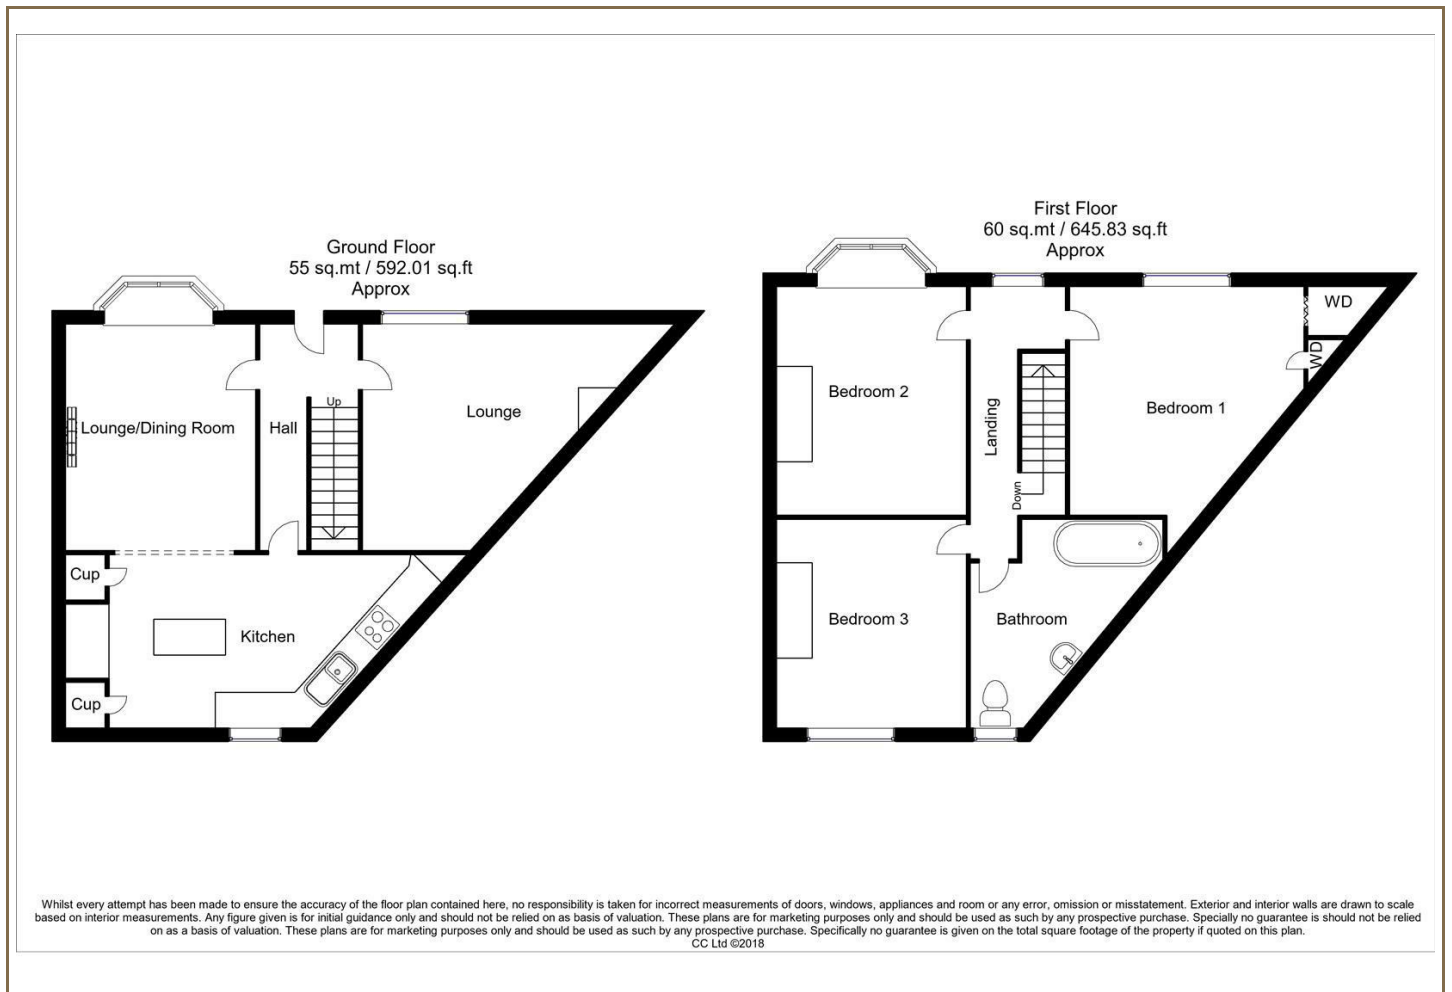 Ground Floor
55 sq.mt / 592.01 sq.ft
Approx
Lounge/Dining Room
Hall
Up
Lounge
Cup
Kitchen
Cup
First Floor
60 sq.mt / 645.83 sq.ft
Approx
Bedroom 2
Landing
Down
Bedroom 1
WD
WD
Bedroom 3
Bathroom
Whilst every attempt has been made to ensure the accuracy of the floor plan contained here, no responsibility is taken for incorrect measurements of doors, windows, appliances and room or any error, omission or misstatement. Exterior and interior walls are drawn to scale
based on interior measurements. Any figure given is for initial guidance only and should not be relied on as basis of valuation. These plans are for marketing purposes only and should be used as such by any prospective purchase. Specially no guarantee is should not be relied
on as a basis of valuation. These plans are for marketing purposes only and should be used as such by any prospective purchase. Specifically no guarantee is given on the total square footage of the property if quoted on this plan.
CC Ltd ©2018